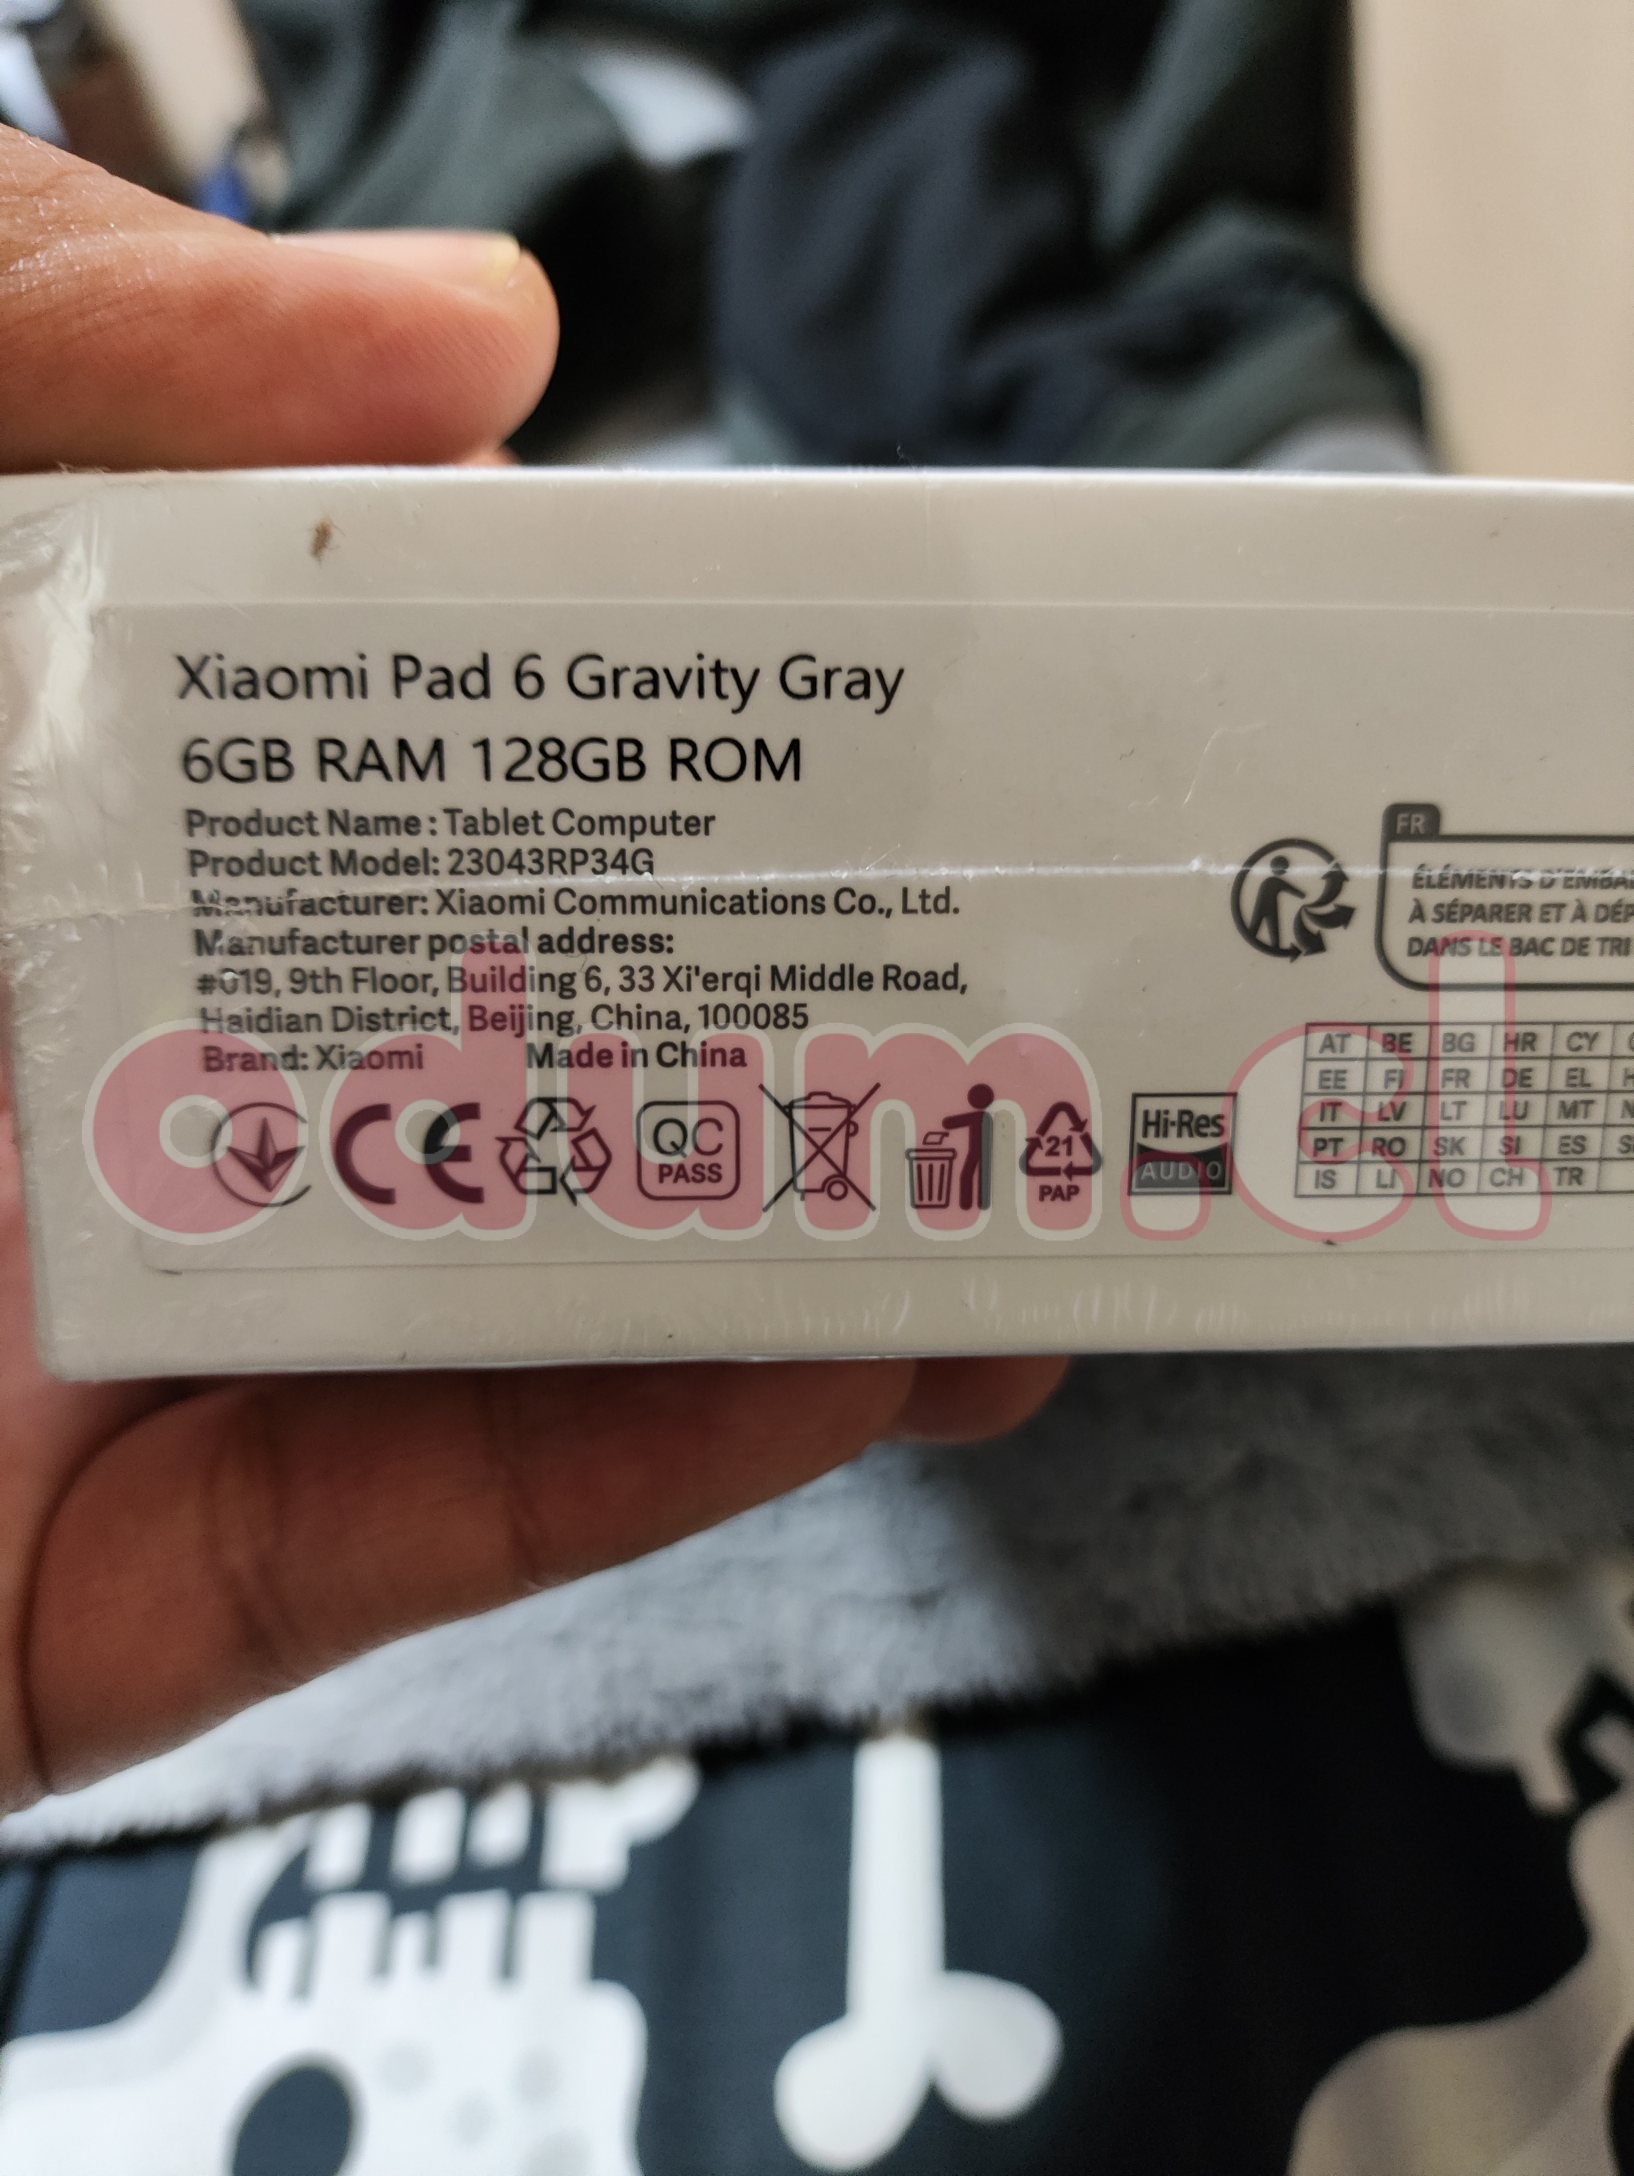 Xiaomi Pad 6 Gravity Gray
6GB RAM 128GB ROM
Product Name : Tablet Computer
Product Model: 23043RP34G
Manufacturer: Xiaomi Communications Co., Ltd.
Manufacturer postal address:
#019, 9th Floor, Building 6, 33 Xi'erqi Middle Road,
Haidian District, Beijing, China, 100085
Brand: Xiaomi Made in China
CE
QC
PASS
21
PAP
Hi-Res
AUDIO
FR
ÉLÉMENTS
À SÉPARER ET À
DANS LE BAC DE TRI
AT BE BG HR CY
EE FI FR DE EL
IT LV LT LU MT
PT RO SK SI ES
IS LI NO CH TR
odum.cl